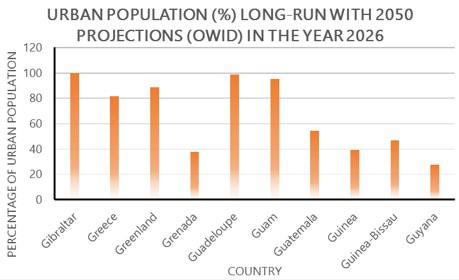 URBAN POPULATION (%) LONG-RUN WITH 2050
PROJECTIONS (OWID) IN THE YEAR 2026
PERCENTAGE OF URBAN POPULATION
120
100
80
60
40
20
0
Gibraltar
Greece
Greenland
Grenada
Guadeloupe
Guam
Guatemala
Guinea
Guinea-Bissau
Guyana
COUNTRY